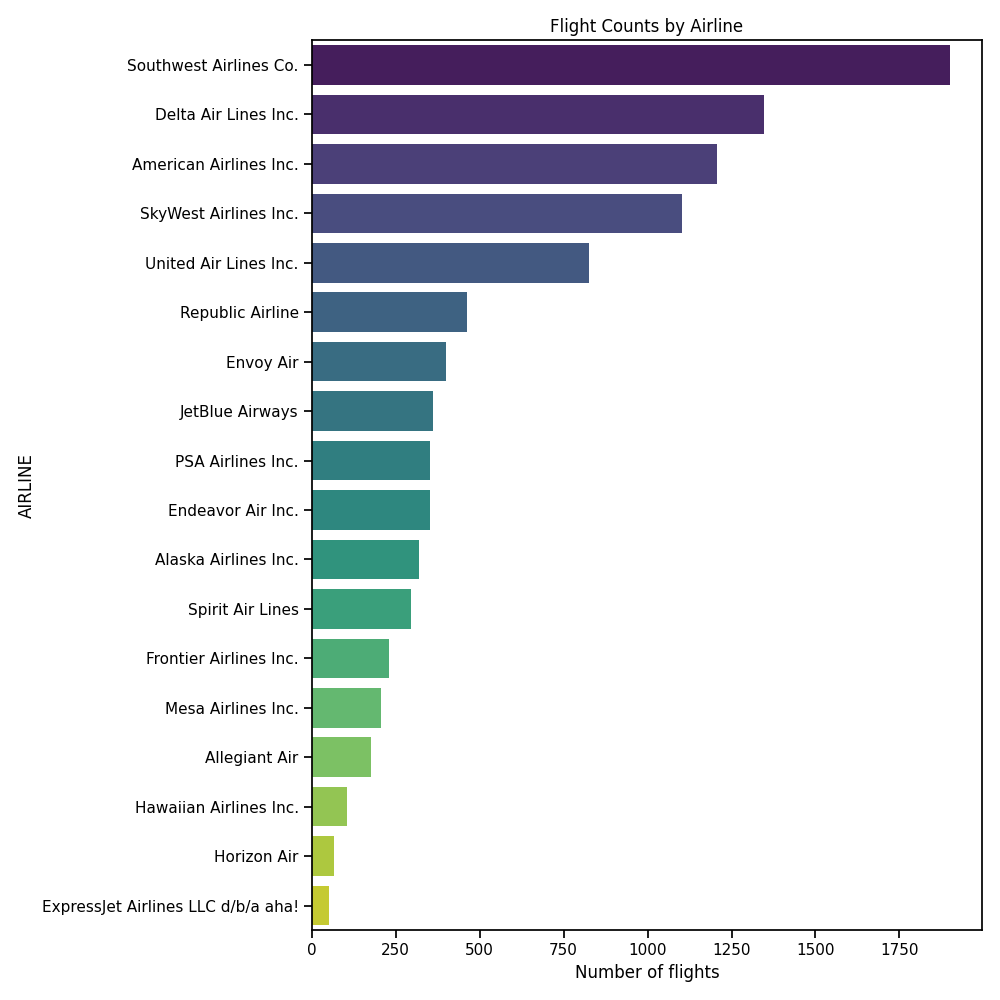 Flight Counts by Airline
Southwest Airlines Co.
Delta Air Lines Inc.
American Airlines Inc.
SkyWest Airlines Inc.
United Air Lines Inc.
Republic Airline
Envoy Air
JetBlue Airways
PSA Airlines Inc.
Endeavor Air Inc.
Alaska Airlines Inc.
Spirit Air Lines
Frontier Airlines Inc.
Mesa Airlines Inc.
Allegiant Air
Hawaiian Airlines Inc.
Horizon Air
ExpressJet Airlines LLC d/b/a aha!
AIRLINE
0 250 500 750 1000 1250 1500 1750
Number of flights